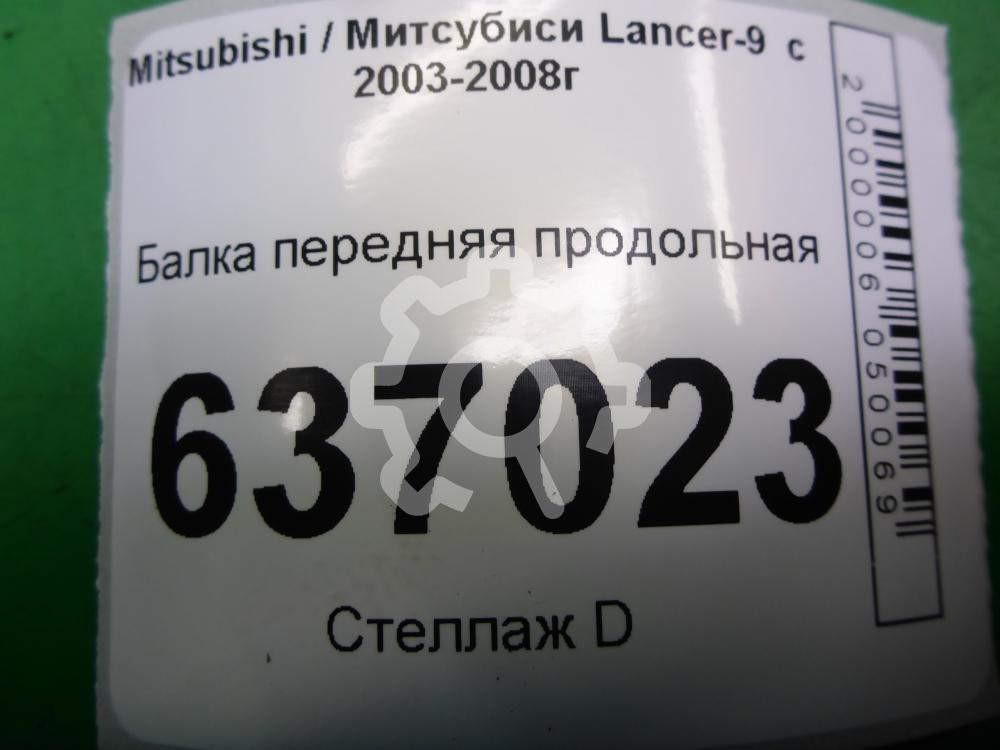 Mitsubishi / Митсубиси Lancer-9 с
2003-2008г
Балка передняя продольная
637023
Стеллаж D
2000006050069